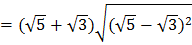 = (√5 + √3)√((√5 − √3)²)